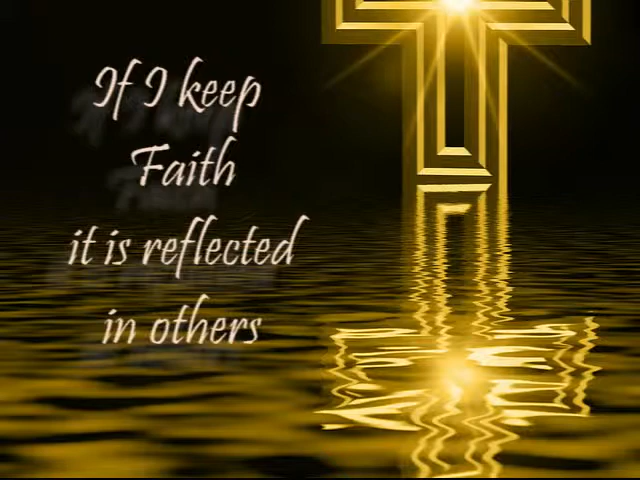 If I keep
Faith
it is reflected
in others